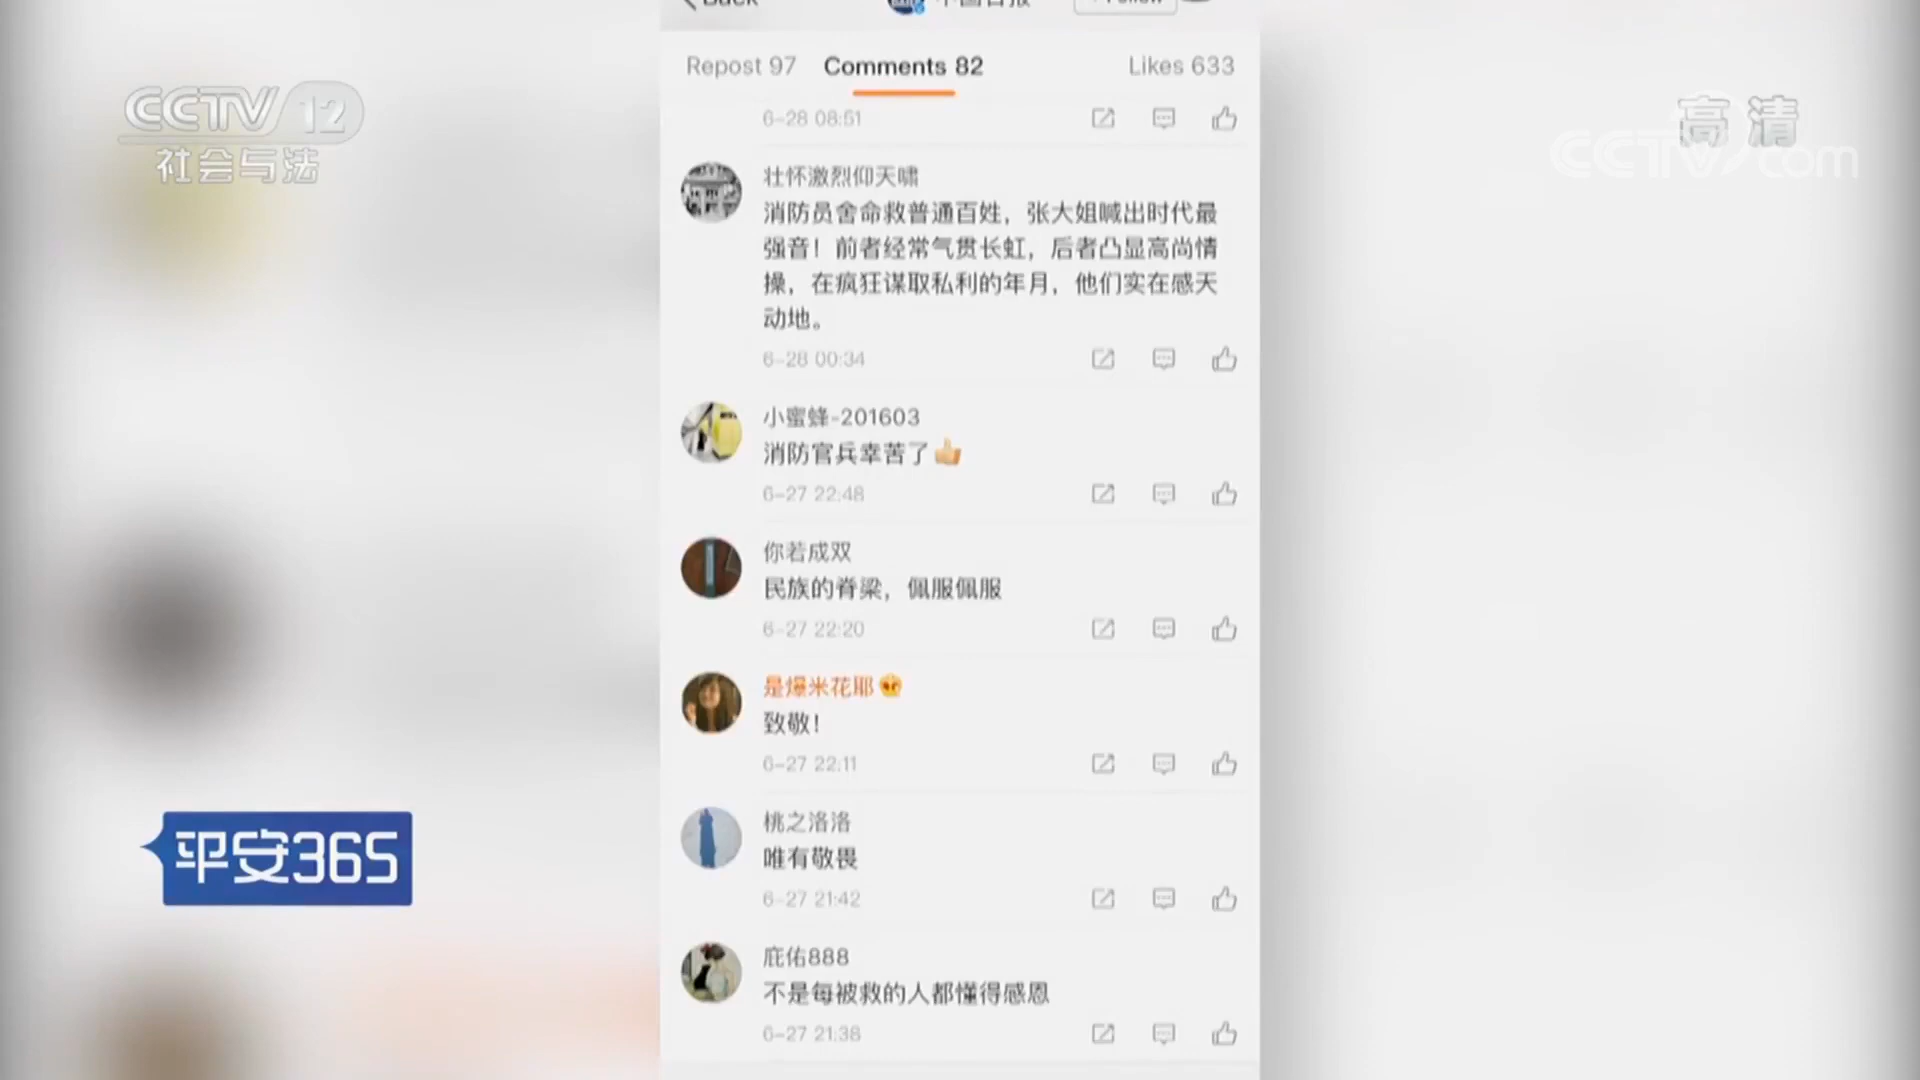 Back
中国日报
+ Follow
Repost 97
Comments 82
Likes 633
CCTV 12
社会与法
高清
CCTV.com
6-28 08:51
壮怀激烈仰天啸
消防员舍命救普通百姓，张大姐喊出时代最
强音！前者经常气贯长虹，后者凸显高尚情
操，在疯狂谋取私利的年月，他们实在感天
动地。
6-28 00:34
小蜜蜂-201603
消防官兵幸苦了
6-27 22:48
你若成双
民族的脊梁，佩服佩服
6-27 22:20
是爆米花耶
致敬！
6-27 22:11
桃之洛洛
唯有敬畏
6-27 21:42
平安365
庇佑888
不是每被救的人都懂得感恩
6-27 21:38